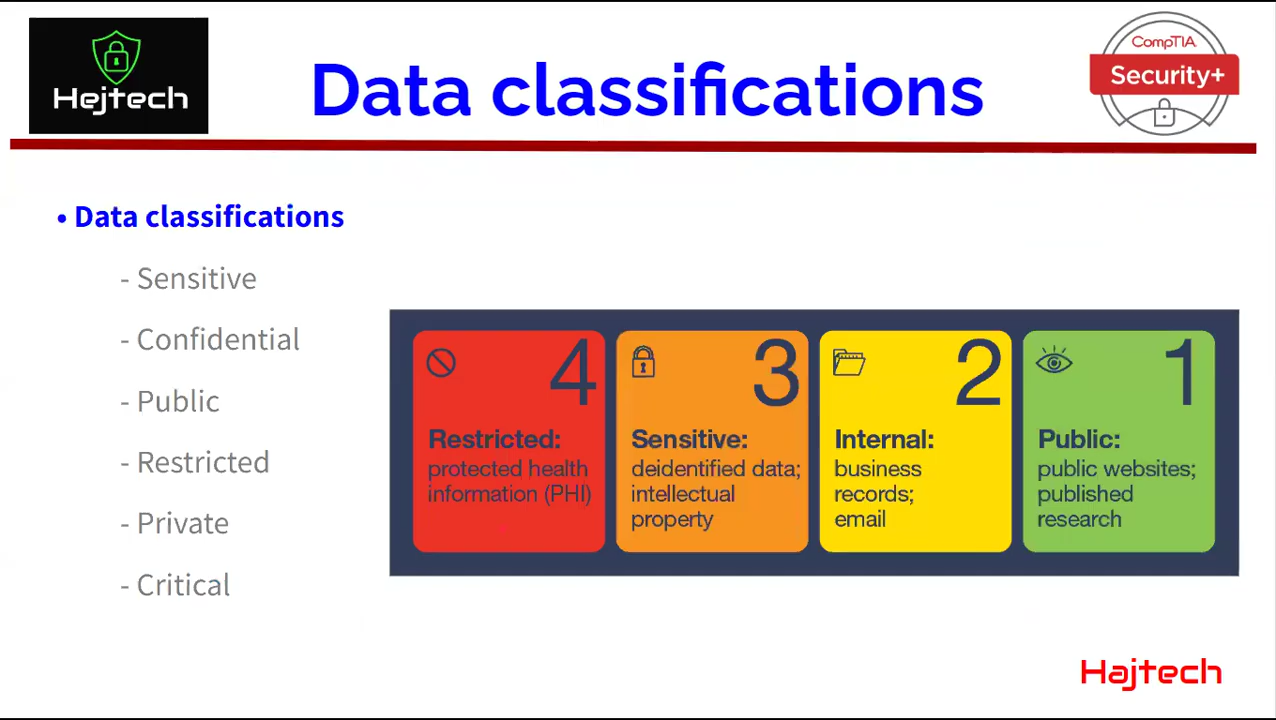 Hejtech
Data classifications
CompTIA
Security+
• Data classifications
- Sensitive
- Confidential
- Public
- Restricted
- Private
- Critical
4
Restricted:
protected health
information (PHI)
3
Sensitive:
deidentified data;
intellectual
property
2
Internal:
business
records;
email
1
Public:
public websites;
published
research
Hajtech